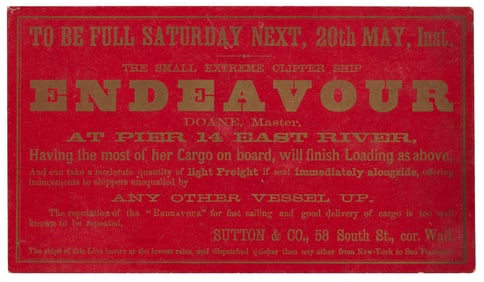 TO BE FULL SATURDAY NEXT, 20th MAY, Inst.
THE SMALL EXTREME CLIPPER SHIP
ENDEAVOUR
DOANE, Master,
AT PIER 14 EAST RIVER,
Having the most of her Cargo on board, will finish Loading as above,
And can take a moderate quantity of light Freight if sent immediately alongside, offering
inducements to shippers unequalled by
ANY OTHER VESSEL UP.
The reputation of the "ENDEAVOUR" for fast sailing and good delivery of cargo is too well
known to be repeated.
SUTTON & CO., 58 South St., cor. Wall.
The ships of this Line insure at the lowest rates, and dispatched quicker than any other from New-York to San Francisco.